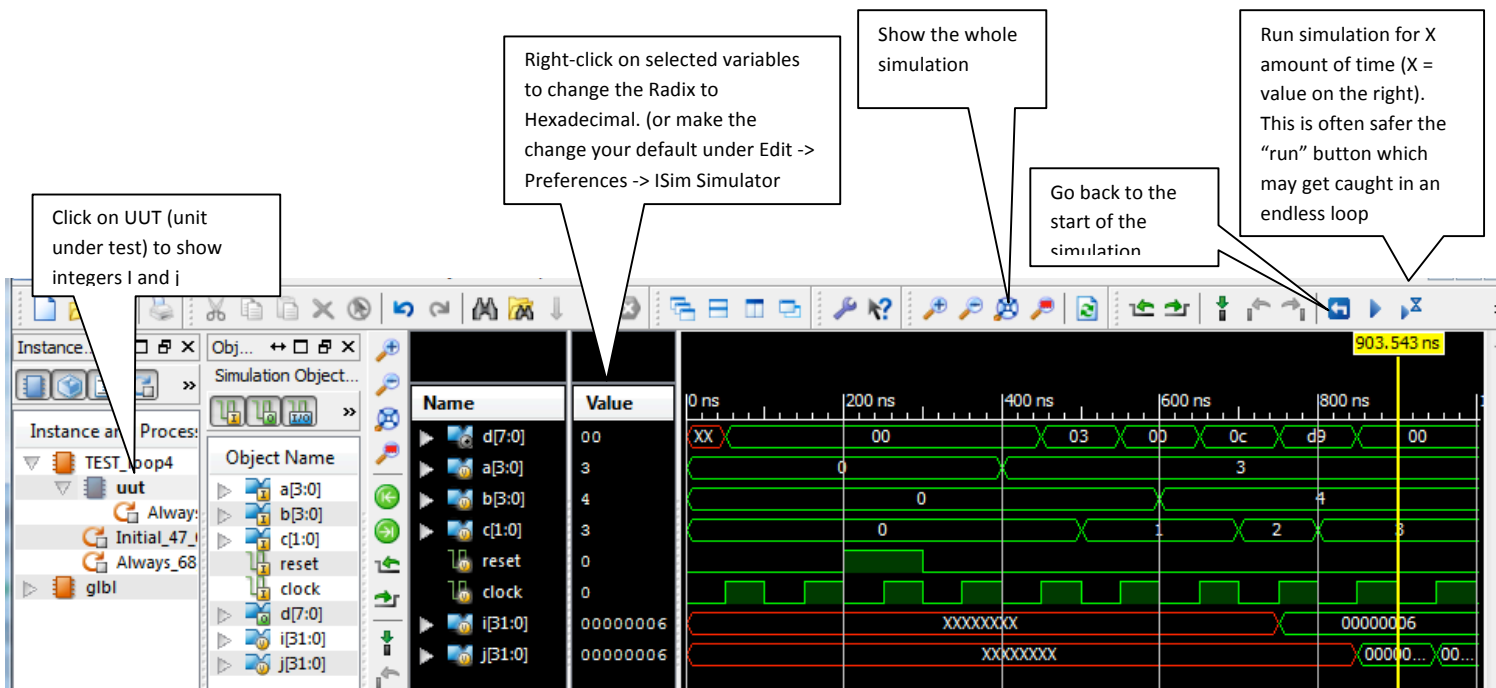 Show the whole
simulation
Run simulation for X
amount of time (X =
value on the right).
This is often safer the
“run” button which
may get caught in an
endless loop
Right-click on selected variables
to change the Radix to
Hexadecimal. (or make the
change your default under Edit ->
Preferences -> ISim Simulator
Go back to the
start of the
simulation
Click on UUT (unit
under test) to show
integers I and j
903.543 ns
Instance...
Obj...
Simulation Object...
»
»
Instance an Process
Object Name
Name
Value
0 ns
200 ns
400 ns
600 ns
800 ns
TEST_loop4
uut
Always
Initial_47_
Always_68
glbl
a[3:0]
b[3:0]
c[1:0]
reset
clock
d[7:0]
i[31:0]
j[31:0]
d[7:0] 00 XX 00 03 00 0c d9 00
a[3:0] 3 0 3
b[3:0] 4 0 4
c[1:0] 3 0 1 2 3
reset 0
clock 0
i[31:0] 00000006 XXXXXXXX 00000006
j[31:0] 00000006 XXXXXXXX 00000... 00...